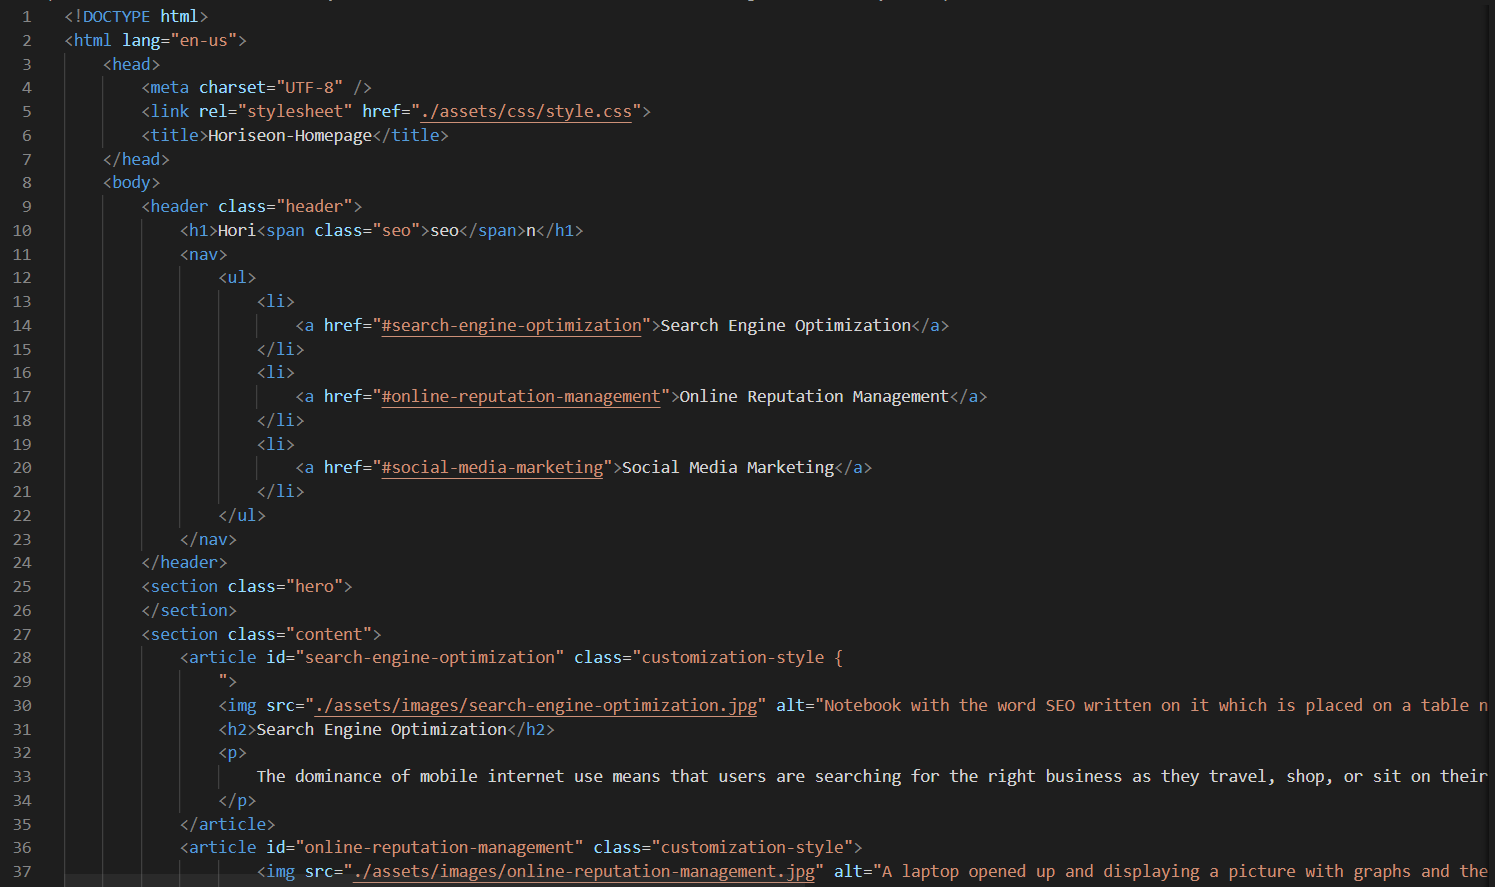 1 <!DOCTYPE html>
2 <html lang="en-us">
3 <head>
4 <meta charset="UTF-8" />
5 <link rel="stylesheet" href="./assets/css/style.css">
6 <title>Horiseon-Homepage</title>
7 </head>
8 <body>
9 <header class="header">
10 <h1>Hori<span class="seo">seo</span>n</h1>
11 <nav>
12 <ul>
13 <li>
14 <a href="#search-engine-optimization">Search Engine Optimization</a>
15 </li>
16 <li>
17 <a href="#online-reputation-management">Online Reputation Management</a>
18 </li>
19 <li>
20 <a href="#social-media-marketing">Social Media Marketing</a>
21 </li>
22 </ul>
23 </nav>
24 </header>
25 <section class="hero">
26 </section>
27 <section class="content">
28 <article id="search-engine-optimization" class="customization-style {
29 ">
30 <img src="./assets/images/search-engine-optimization.jpg" alt="Notebook with the word SEO written on it which is placed on a table n
31 <h2>Search Engine Optimization</h2>
32 <p>
33 The dominance of mobile internet use means that users are searching for the right business as they travel, shop, or sit on their
34 </p>
35 </article>
36 <article id="online-reputation-management" class="customization-style">
37 <img src="./assets/images/online-reputation-management.jpg" alt="A laptop opened up and displaying a picture with graphs and the